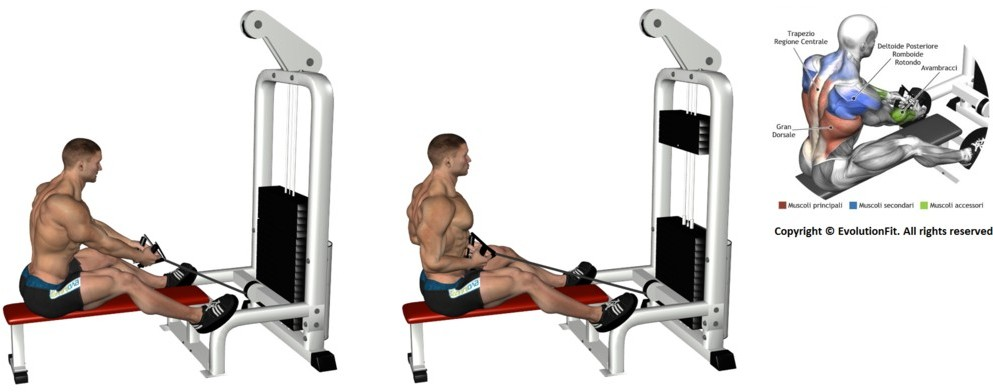 Trapezio
Regione Centrale
Deltoide Posteriore
Romboide
Rotondo
Avambracci
Gran
Dorsale
Muscoli principali
Muscoli secondari
Muscoli accessori
Copyright © EvolutionFit. All rights reserved